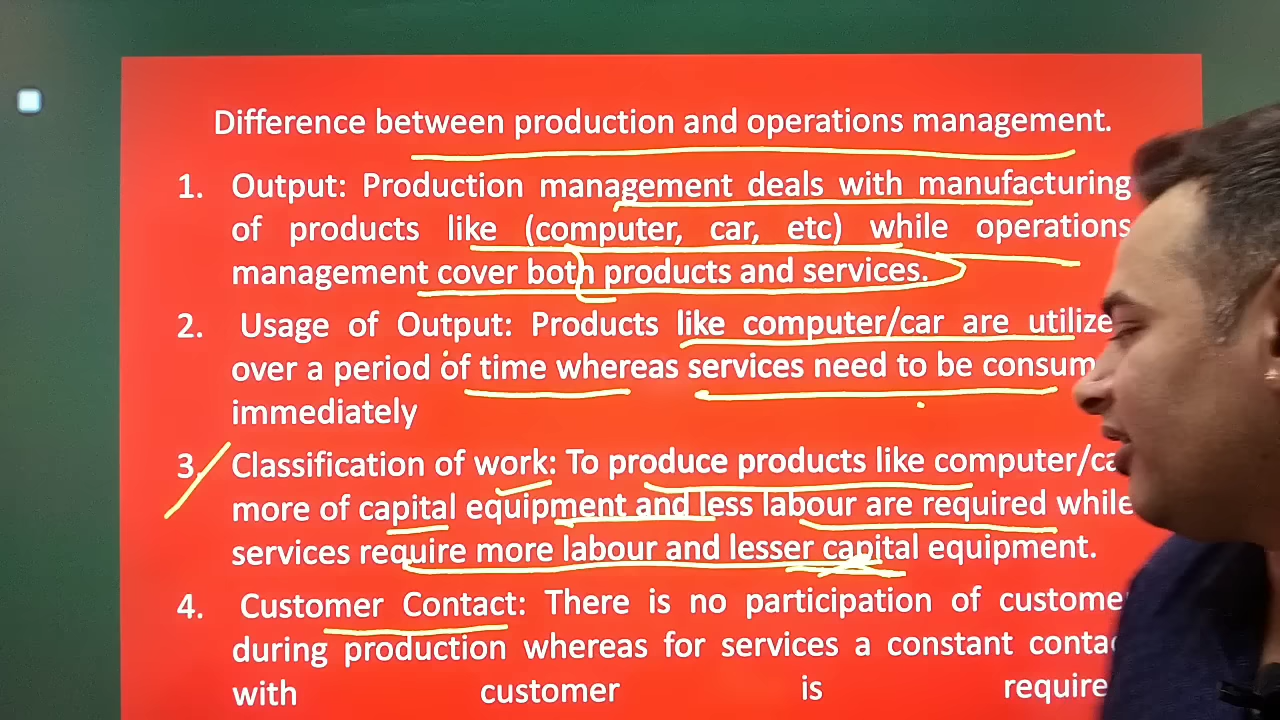 Difference between production and operations management.
1. Output: Production management deals with manufacturing
of products like (computer, car, etc) while operations
management cover both products and services.
2. Usage of Output: Products like computer/car are utilize
over a period of time whereas services need to be consum
immediately
3. Classification of work: To produce products like computer/ca
more of capital equipment and less labour are required while
services require more labour and lesser capital equipment.
4. Customer Contact: There is no participation of custome
during production whereas for services a constant contac
with customer is require